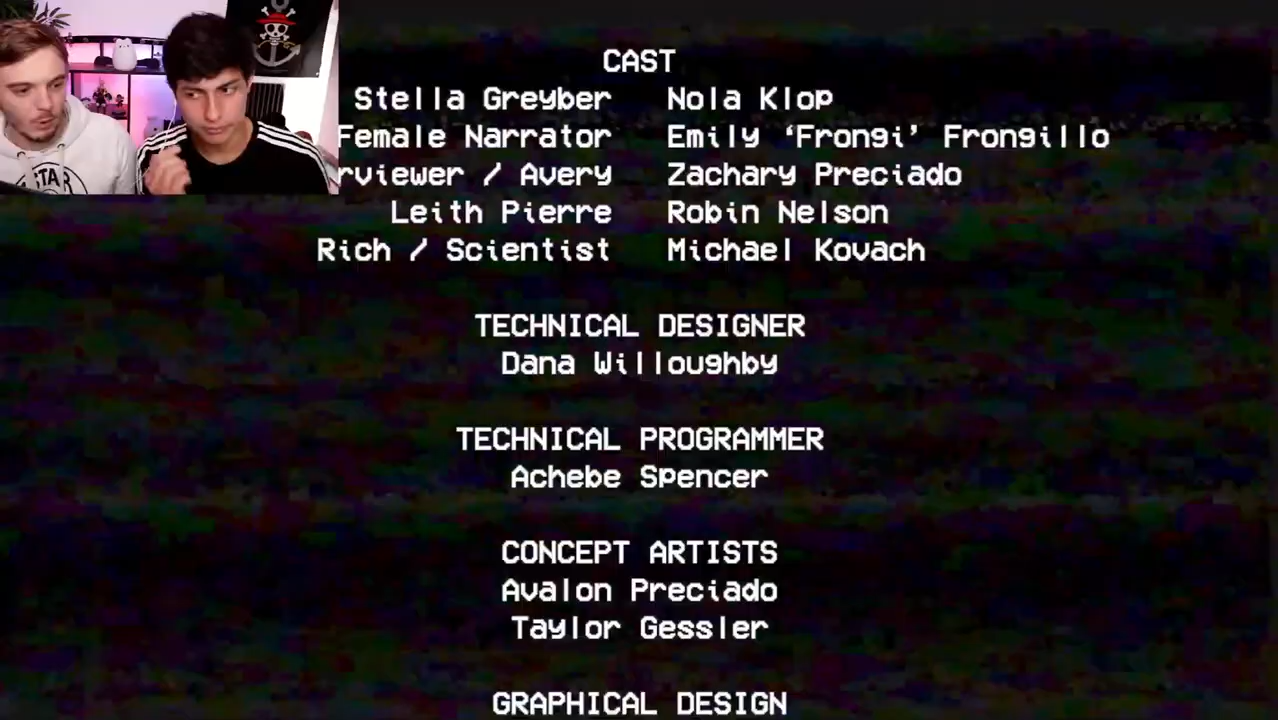 CAST
Stella Greyber Nola Klop
Female Narrator Emily ‘Frongi’ Frongillo
rviewer / Avery Zachary Preciado
Leith Pierre Robin Nelson
Rich / Scientist Michael Kovach
TECHNICAL DESIGNER
Dana Willoughby
TECHNICAL PROGRAMMER
Achebe Spencer
CONCEPT ARTISTS
Avalon Preciado
Taylor Gessler
GRAPHICAL DESIGN
STAR